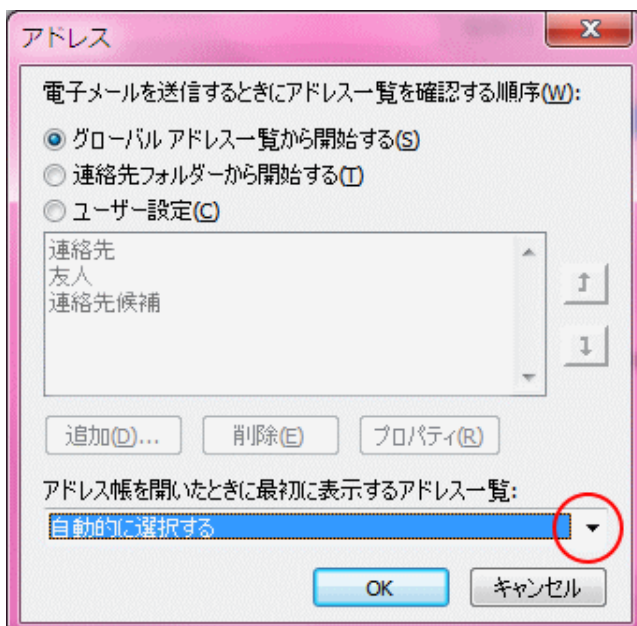 アドレス
電子メールを送信するときにアドレス一覧を確認する順序(W):
グローバル アドレス一覧から開始する(S)
連絡先フォルダーから開始する(T)
ユーザー設定(C)
連絡先
友人
連絡先候補
追加(D)... 削除(E) プロパティ(R)
アドレス帳を開いたときに最初に表示するアドレス一覧:
自動的に選択する
OK キャンセル